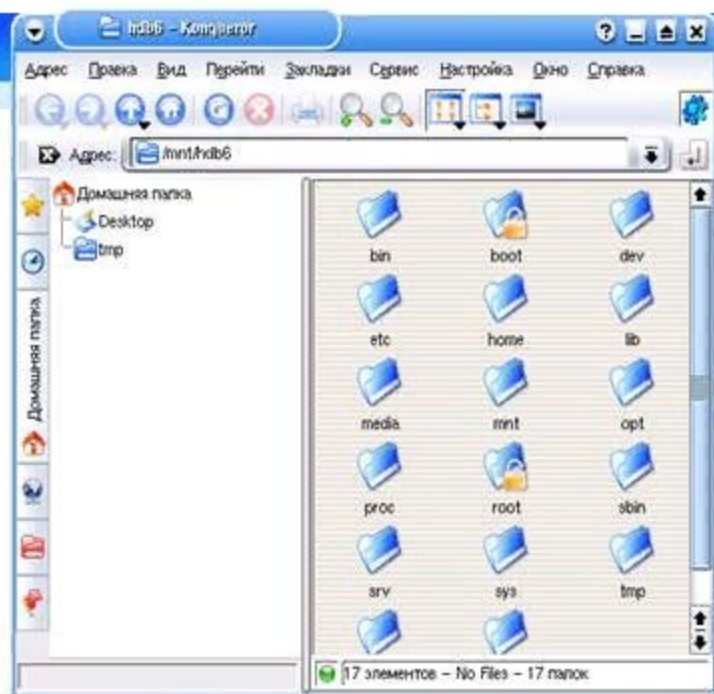 hdb6 - Konqueror
Адрес Правка Вид Перейти Закладки Сервис Настройка Окно Справка
Адрес: /mnt/hdb6
Домашняя папка
Desktop
tmp
Домашняя папка
bin boot dev
etc home lib
media mnt opt
proc root sbin
srv sys tmp
17 элементов - No Files - 17 папок